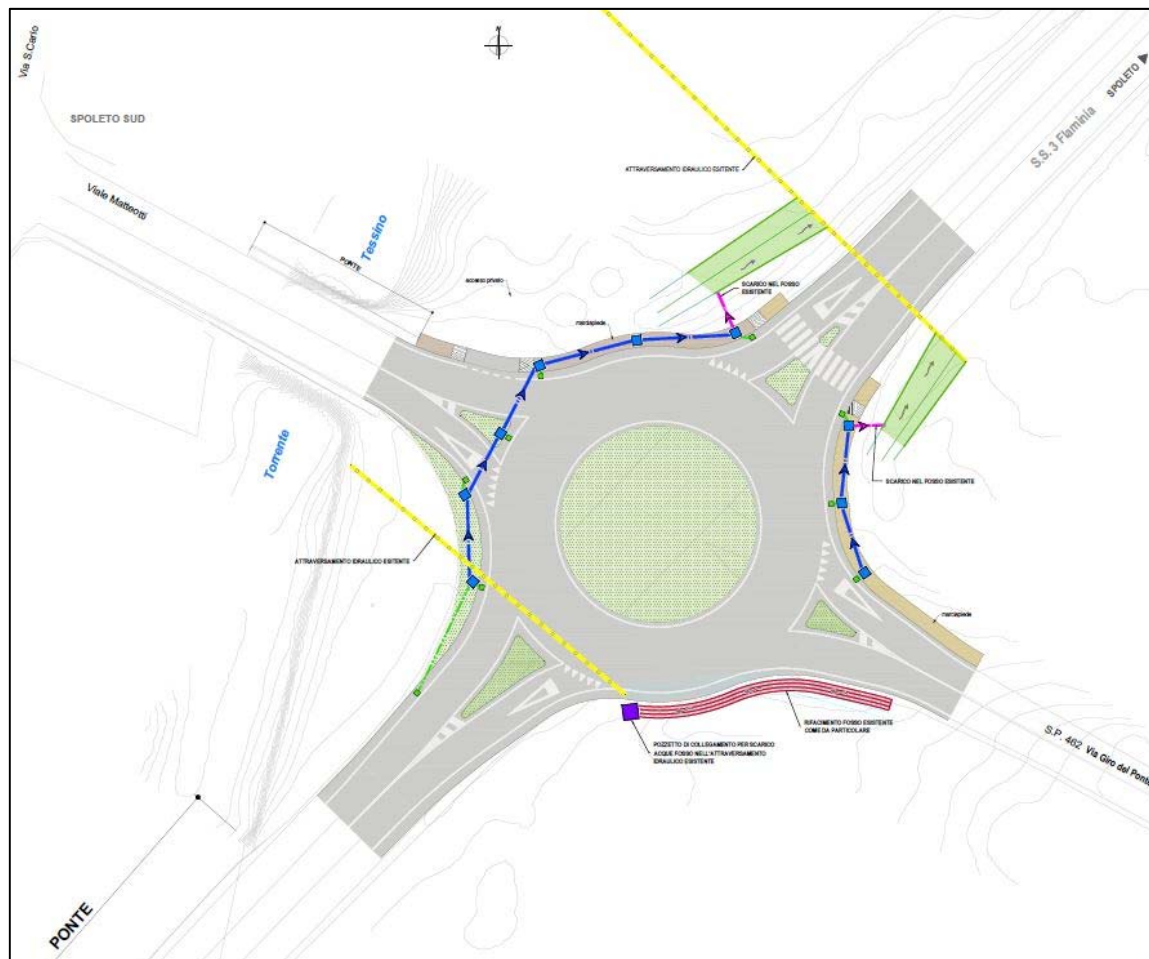 Via S.Carlo
N
SPOLETO
SPOLETO SUD
S.S. 3 Flaminia
ATTRAVERSAMENTO IDRAULICO ESITENTE
Viale Matteotti
Tessino
PONTE
accesso privato
SCARICO NEL FOSSO
ESISTENTE
marciapiede
Torrente
SCARICO NEL FOSSO ESISTENTE
ATTRAVERSAMENTO IDRAULICO ESITENTE
marciapiede
RIFACIMENTO FOSSO ESISTENTE
COME DA PARTICOLARE
POZZETTO DI COLLEGAMENTO PER SCARICO
ACQUE FOSSO NELL'ATTRAVERSAMENTO
IDRAULICO ESISTENTE
S.P. 462 Via Giro del Ponte
PONTE